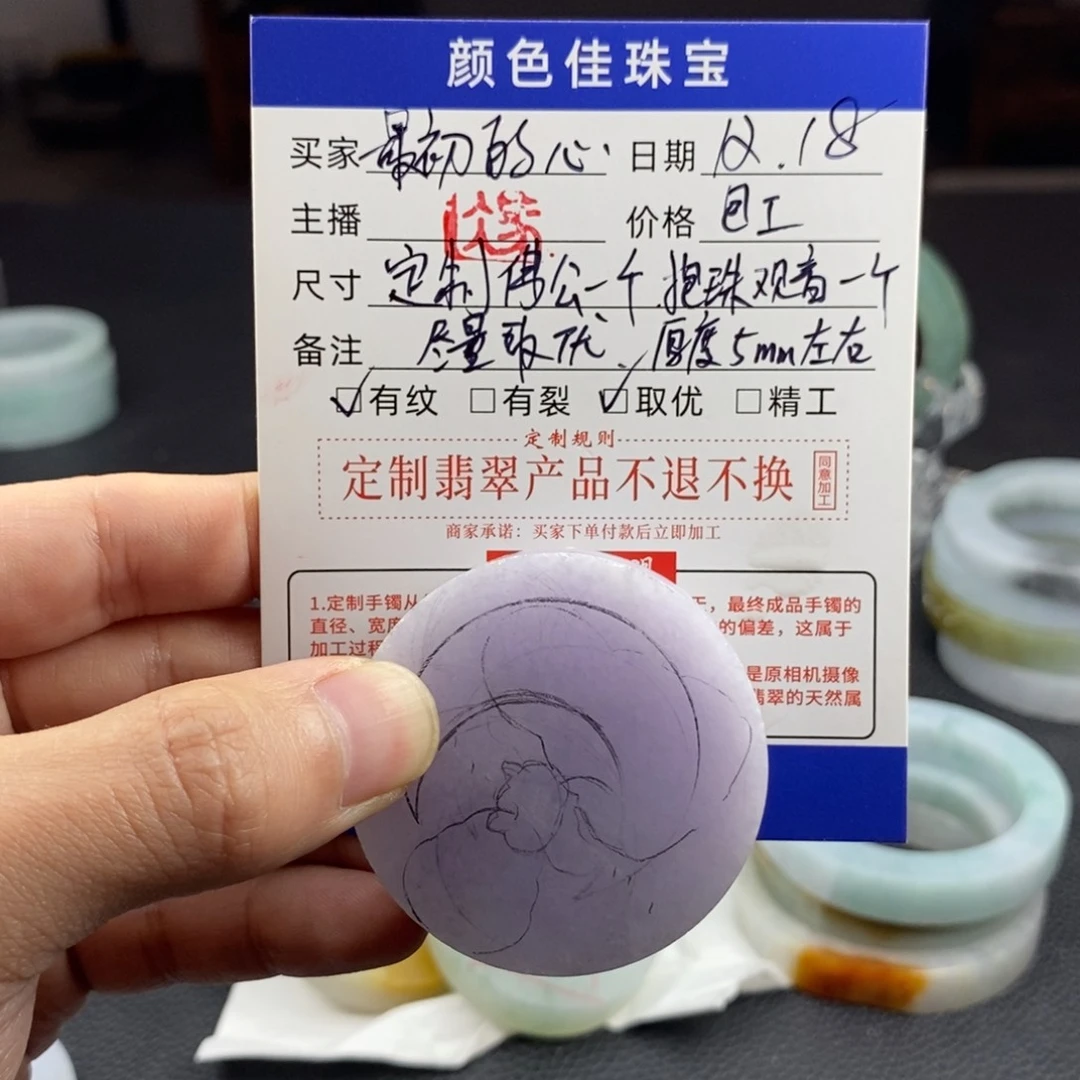 颜色佳珠宝
买家 最初的心 日期 12.18
主播 价格 包工
尺寸 定制佛公一个.抱珠观音一个
备注 尽量取优、厚度5mm左右
☑有纹 □有裂 ☑取优 □精工
定制规则
定制翡翠产品不退不换 同意加工
商家承诺：买家下单付款后立即加工
1.定制手镯从 ，最终成品手镯的
直径、宽度 的偏差，这属于
加工过程
是原相机摄像
翡翠的天然属